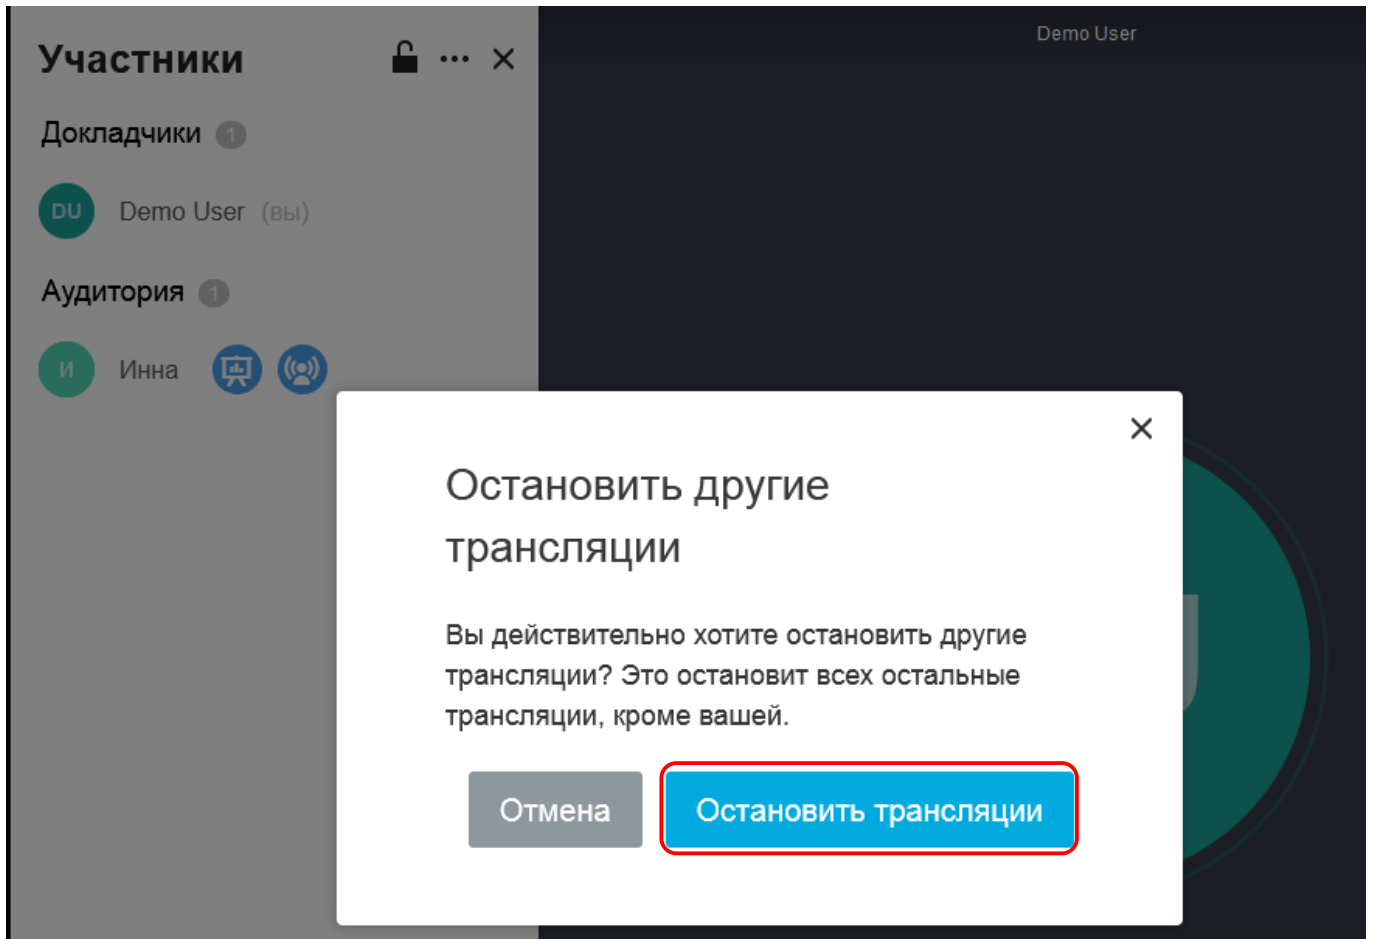 Участники
Demo User
Докладчики 1
DU Demo User (вы)
Аудитория 1
И Инна
Остановить другие
трансляции
Вы действительно хотите остановить другие
трансляции? Это остановит всех остальные
трансляции, кроме вашей.
Отмена
Остановить трансляции